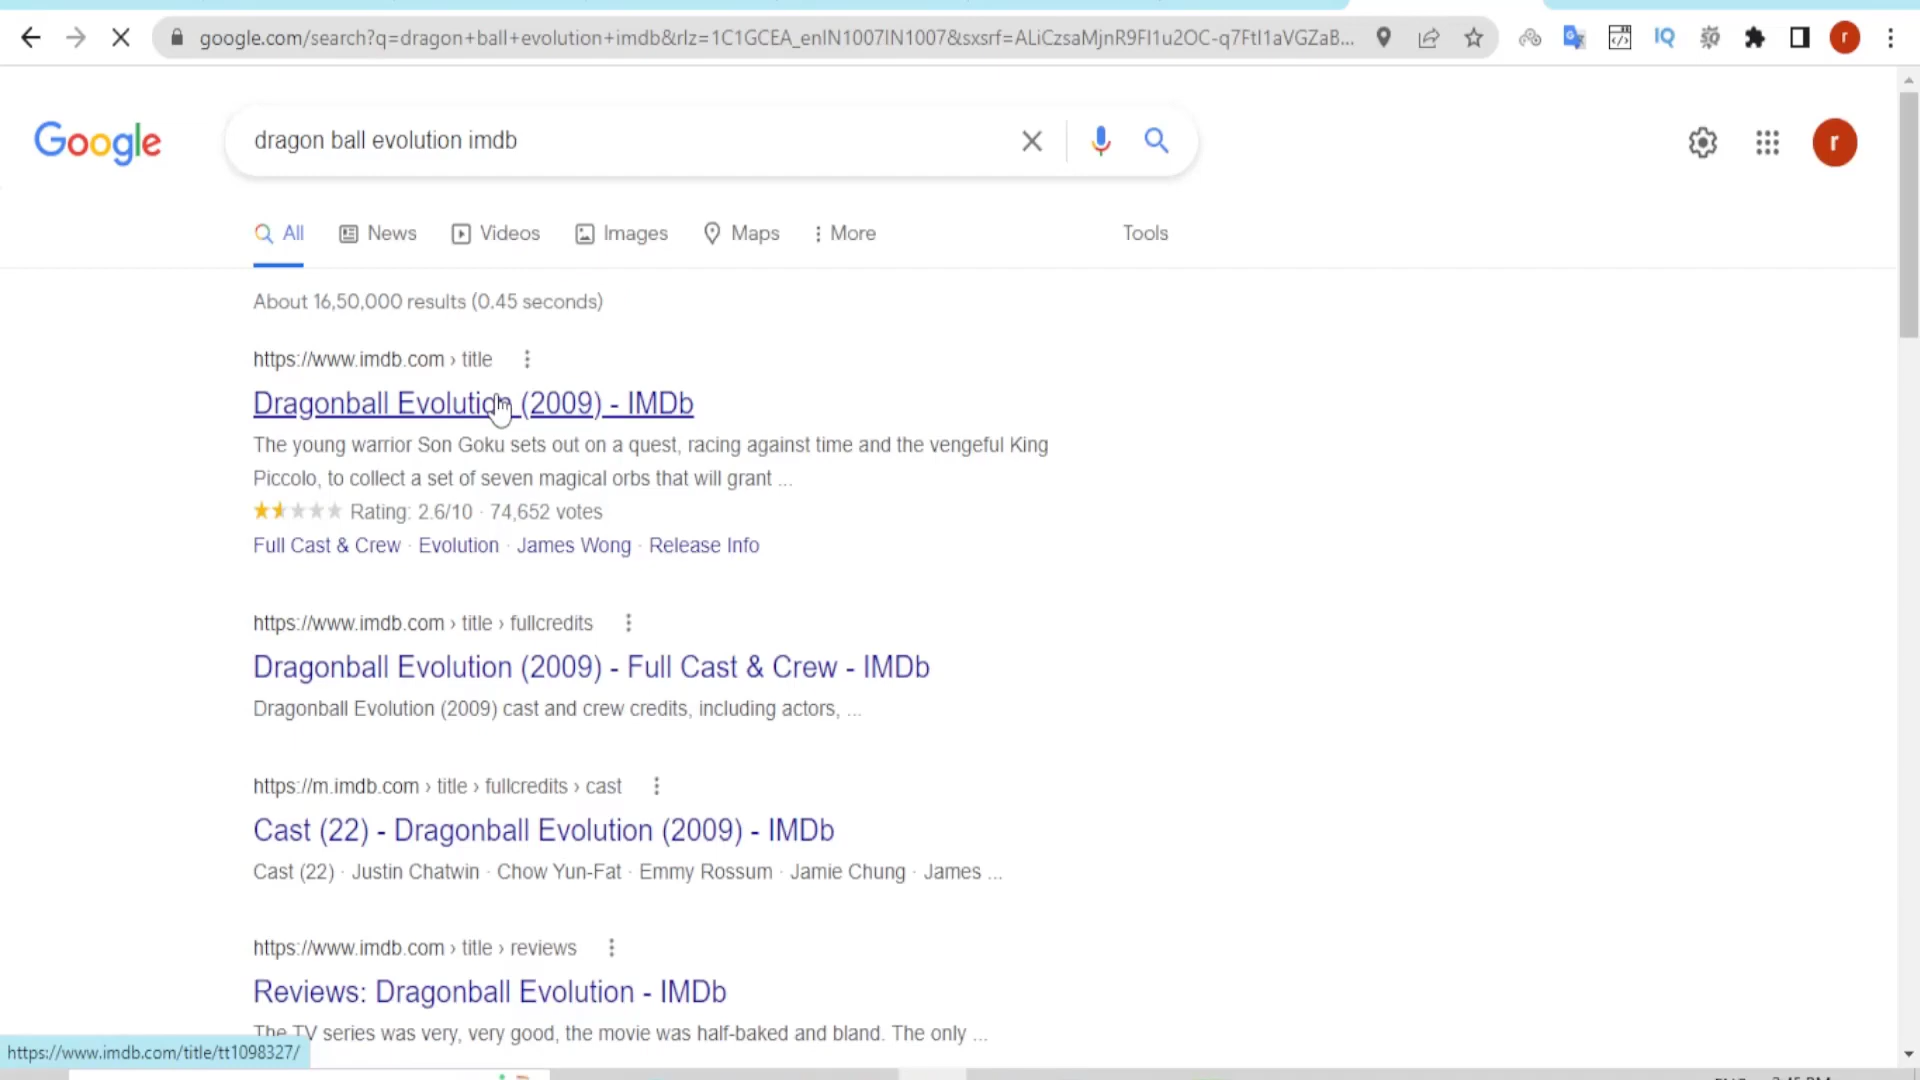 google.com/search?q=dragon+ball+evolution+imdb&rlz=1C1GCEA_enIN1007IN1007&sxsrf=ALiCzsaMjnR9FI1u2OC-q7FtI1aVGZaB...
IQ
r
Google
dragon ball evolution imdb
r
All
News
Videos
Images
Maps
More
Tools
About 16,50,000 results (0.45 seconds)
https://www.imdb.com › title
Dragonball Evolution (2009) - IMDb
The young warrior Son Goku sets out on a quest, racing against time and the vengeful King
Piccolo, to collect a set of seven magical orbs that will grant ...
Rating: 2.6/10 · 74,652 votes
Full Cast & Crew · Evolution · James Wong · Release Info
https://www.imdb.com › title › fullcredits
Dragonball Evolution (2009) - Full Cast & Crew - IMDb
Dragonball Evolution (2009) cast and crew credits, including actors, ...
https://m.imdb.com › title › fullcredits › cast
Cast (22) - Dragonball Evolution (2009) - IMDb
Cast (22) · Justin Chatwin · Chow Yun-Fat · Emmy Rossum · Jamie Chung · James ...
https://www.imdb.com › title › reviews
Reviews: Dragonball Evolution - IMDb
The TV series was very, very good, the movie was half-baked and bland. The only ...
https://www.imdb.com/title/tt1098327/